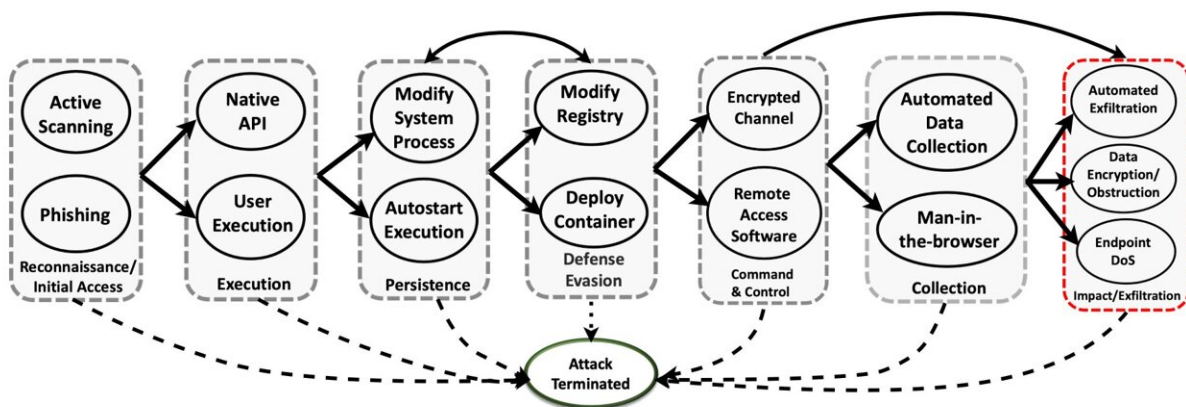 Active
Scanning
Phishing
Reconnaissance/
Initial Access
Native
API
User
Execution
Execution
Modify
System
Process
Autostart
Execution
Persistence
Modify
Registry
Deploy
Container
Defense
Evasion
Encrypted
Channel
Remote
Access
Software
Command
& Control
Automated
Data
Collection
Man-in-
the-browser
Collection
Automated
Exfiltration
Data
Encryption/
Obstruction
Endpoint
DoS
Impact/Exfiltration
Attack
Terminated